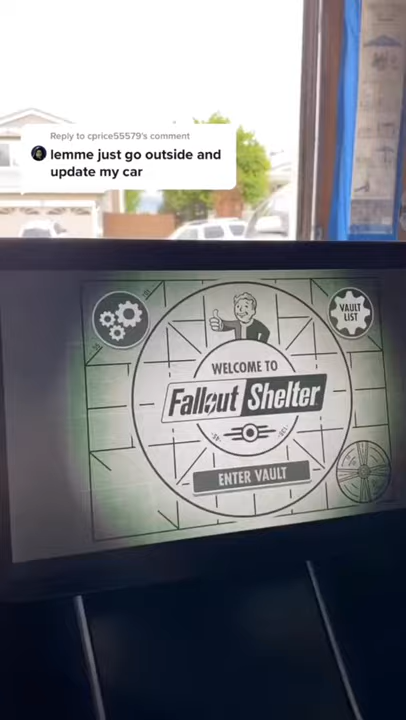 Reply to cprice55579's comment
lemme just go outside and
update my car
VAULT
LIST
WELCOME TO
Fallout Shelter
ENTER VAULT